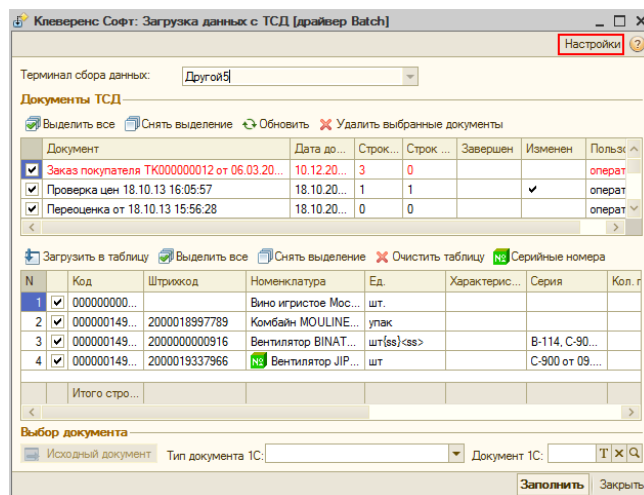 Клеверенс Софт: Загрузка данных с ТСД [драйвер Batch]
Настройки
Терминал сбора данных: Другой5
Документы ТСД
Выделить все Снять выделение Обновить Удалить выбранные документы
Документ Дата до... Строк... Строк ... Завершен Изменен Пользс
Заказ покупателя ТК000000012 от 06.03.20... 10.12.20... 3 0 операт
Проверка цен 18.10.13 16:05:57 18.10.20... 1 1 операт
Переоценка от 18.10.13 15:56:28 18.10.20... 0 0 операт
Загрузить в таблицу Выделить все Снять выделение Очистить таблицу № Серийные номера
N Код Штрихкод Номенклатура Ед. Характерис... Серия Кол. г
1 000000000... Вино игристое Мос... шт.
2 000000149... 2000018997789 Комбайн MOULINE... упак
3 000000149... 2000000000916 Вентилятор BINAT... шт{ss}<ss> B-114, C-90...
4 000000149... 2000019337966 № Вентилятор JIP... шт C-900 от 09....
Итого стро...
Выбор документа
Исходный документ Тип документа 1С: Документ 1С: T
Заполнить Закрыть